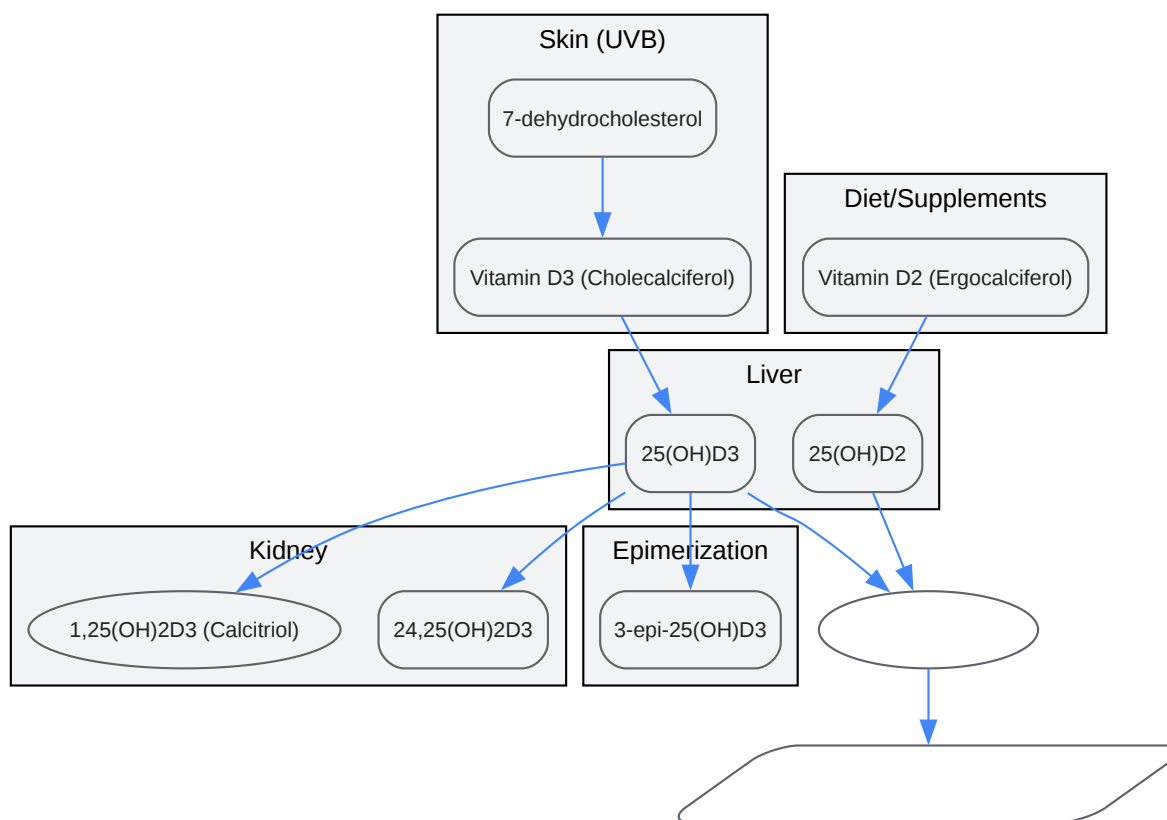 Skin (UVB)
7-dehydrocholesterol
Diet/Supplements
Vitamin D3 (Cholecalciferol)
Vitamin D2 (Ergocalciferol)
Liver
25(OH)D3
25(OH)D2
Kidney
Epimerization
1,25(OH)2D3 (Calcitriol)
24,25(OH)2D3
3-epi-25(OH)D3